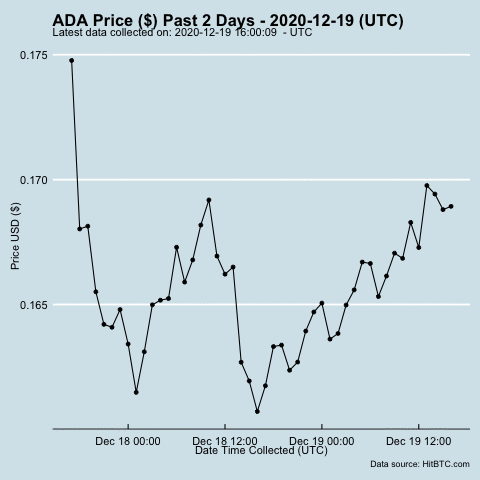 ADA Price ($) Past 2 Days - 2020-12-19 (UTC)
Latest data collected on: 2020-12-19 16:00:09  - UTC
0.175
0.170
0.165
Price USD ($)
Dec 18 00:00
Dec 18 12:00
Dec 19 00:00
Dec 19 12:00
Date Time Collected (UTC)
Data source: HitBTC.com